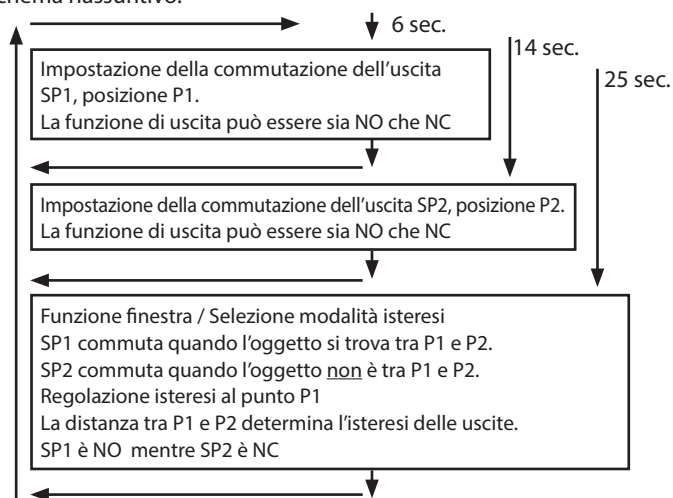 schema riassuntivo.
6 sec.
14 sec.
25 sec.
Impostazione della commutazione dell'uscita
SP1, posizione P1.
La funzione di uscita può essere sia NO che NC
Impostazione della commutazione dell'uscita SP2, posizione P2.
La funzione di uscita può essere sia NO che NC
Funzione finestra / Selezione modalità isteresi
SP1 commuta quando l'oggetto si trova tra P1 e P2.
SP2 commuta quando l'oggetto non è tra P1 e P2.
Regolazione isteresi al punto P1
La distanza tra P1 e P2 determina l'isteresi delle uscite.
SP1 è NO mentre SP2 è NC